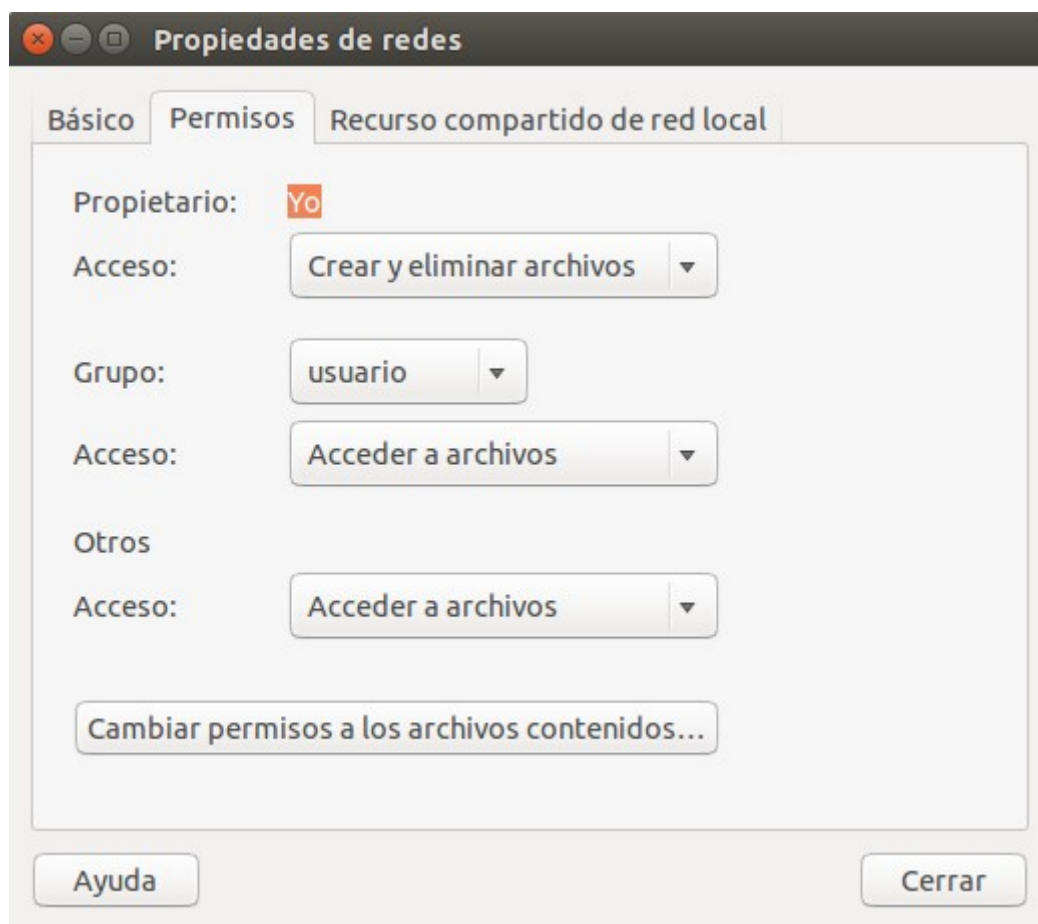 Propiedades de redes
Básico Permisos Recurso compartido de red local
Propietario: Yo
Acceso: Crear y eliminar archivos
Grupo: usuario
Acceso: Acceder a archivos
Otros
Acceso: Acceder a archivos
Cambiar permisos a los archivos contenidos...
Ayuda Cerrar